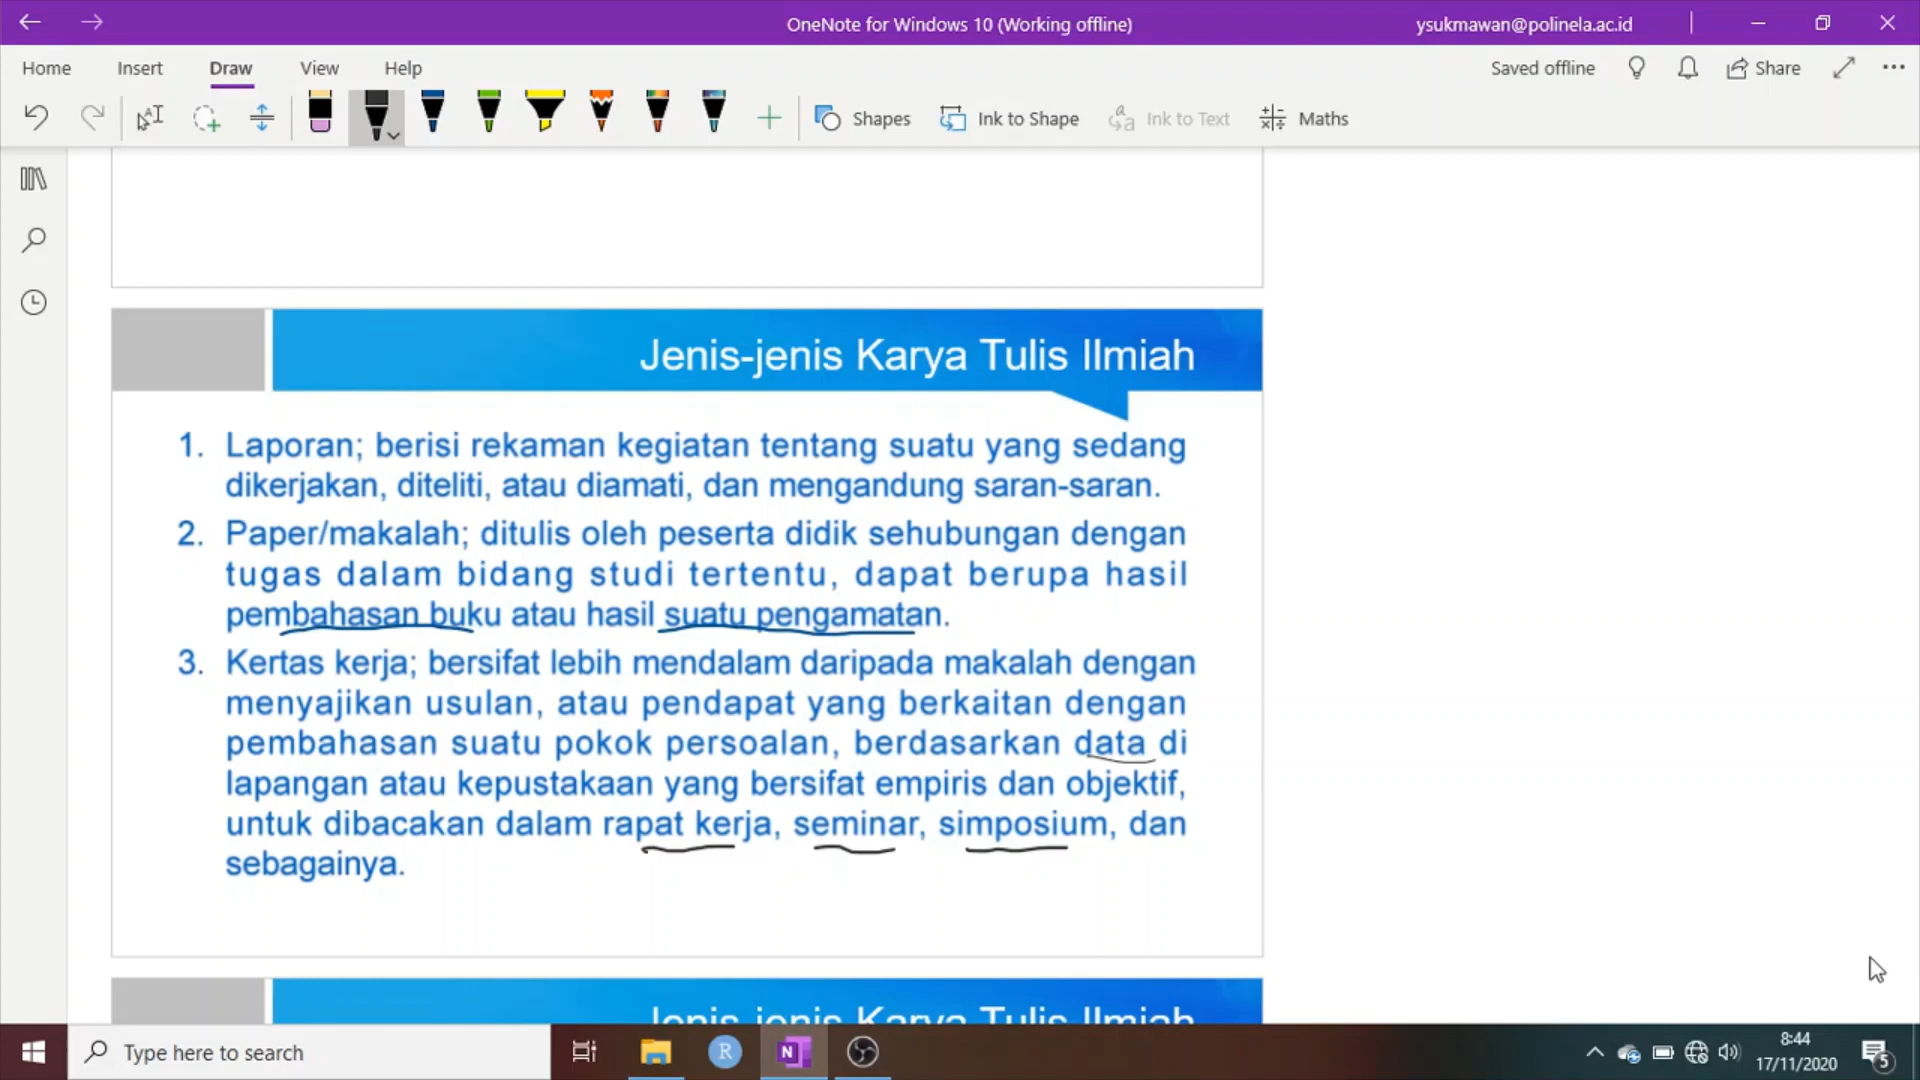 OneNote for Windows 10 (Working offline)
ysukmawan@polinela.ac.id
Home Insert Draw View Help
Saved offline
Share
Shapes
Ink to Shape
Ink to Text
Maths
Jenis-jenis Karya Tulis Ilmiah
1. Laporan; berisi rekaman kegiatan tentang suatu yang sedang
dikerjakan, diteliti, atau diamati, dan mengandung saran-saran.
2. Paper/makalah; ditulis oleh peserta didik sehubungan dengan
tugas dalam bidang studi tertentu, dapat berupa hasil
pembahasan buku atau hasil suatu pengamatan.
3. Kertas kerja; bersifat lebih mendalam daripada makalah dengan
menyajikan usulan, atau pendapat yang berkaitan dengan
pembahasan suatu pokok persoalan, berdasarkan data di
lapangan atau kepustakaan yang bersifat empiris dan objektif,
untuk dibacakan dalam rapat kerja, seminar, simposium, dan
sebagainya.
Jenis-jenis Karya Tulis Ilmiah
Type here to search
R
N
8:44
17/11/2020
5